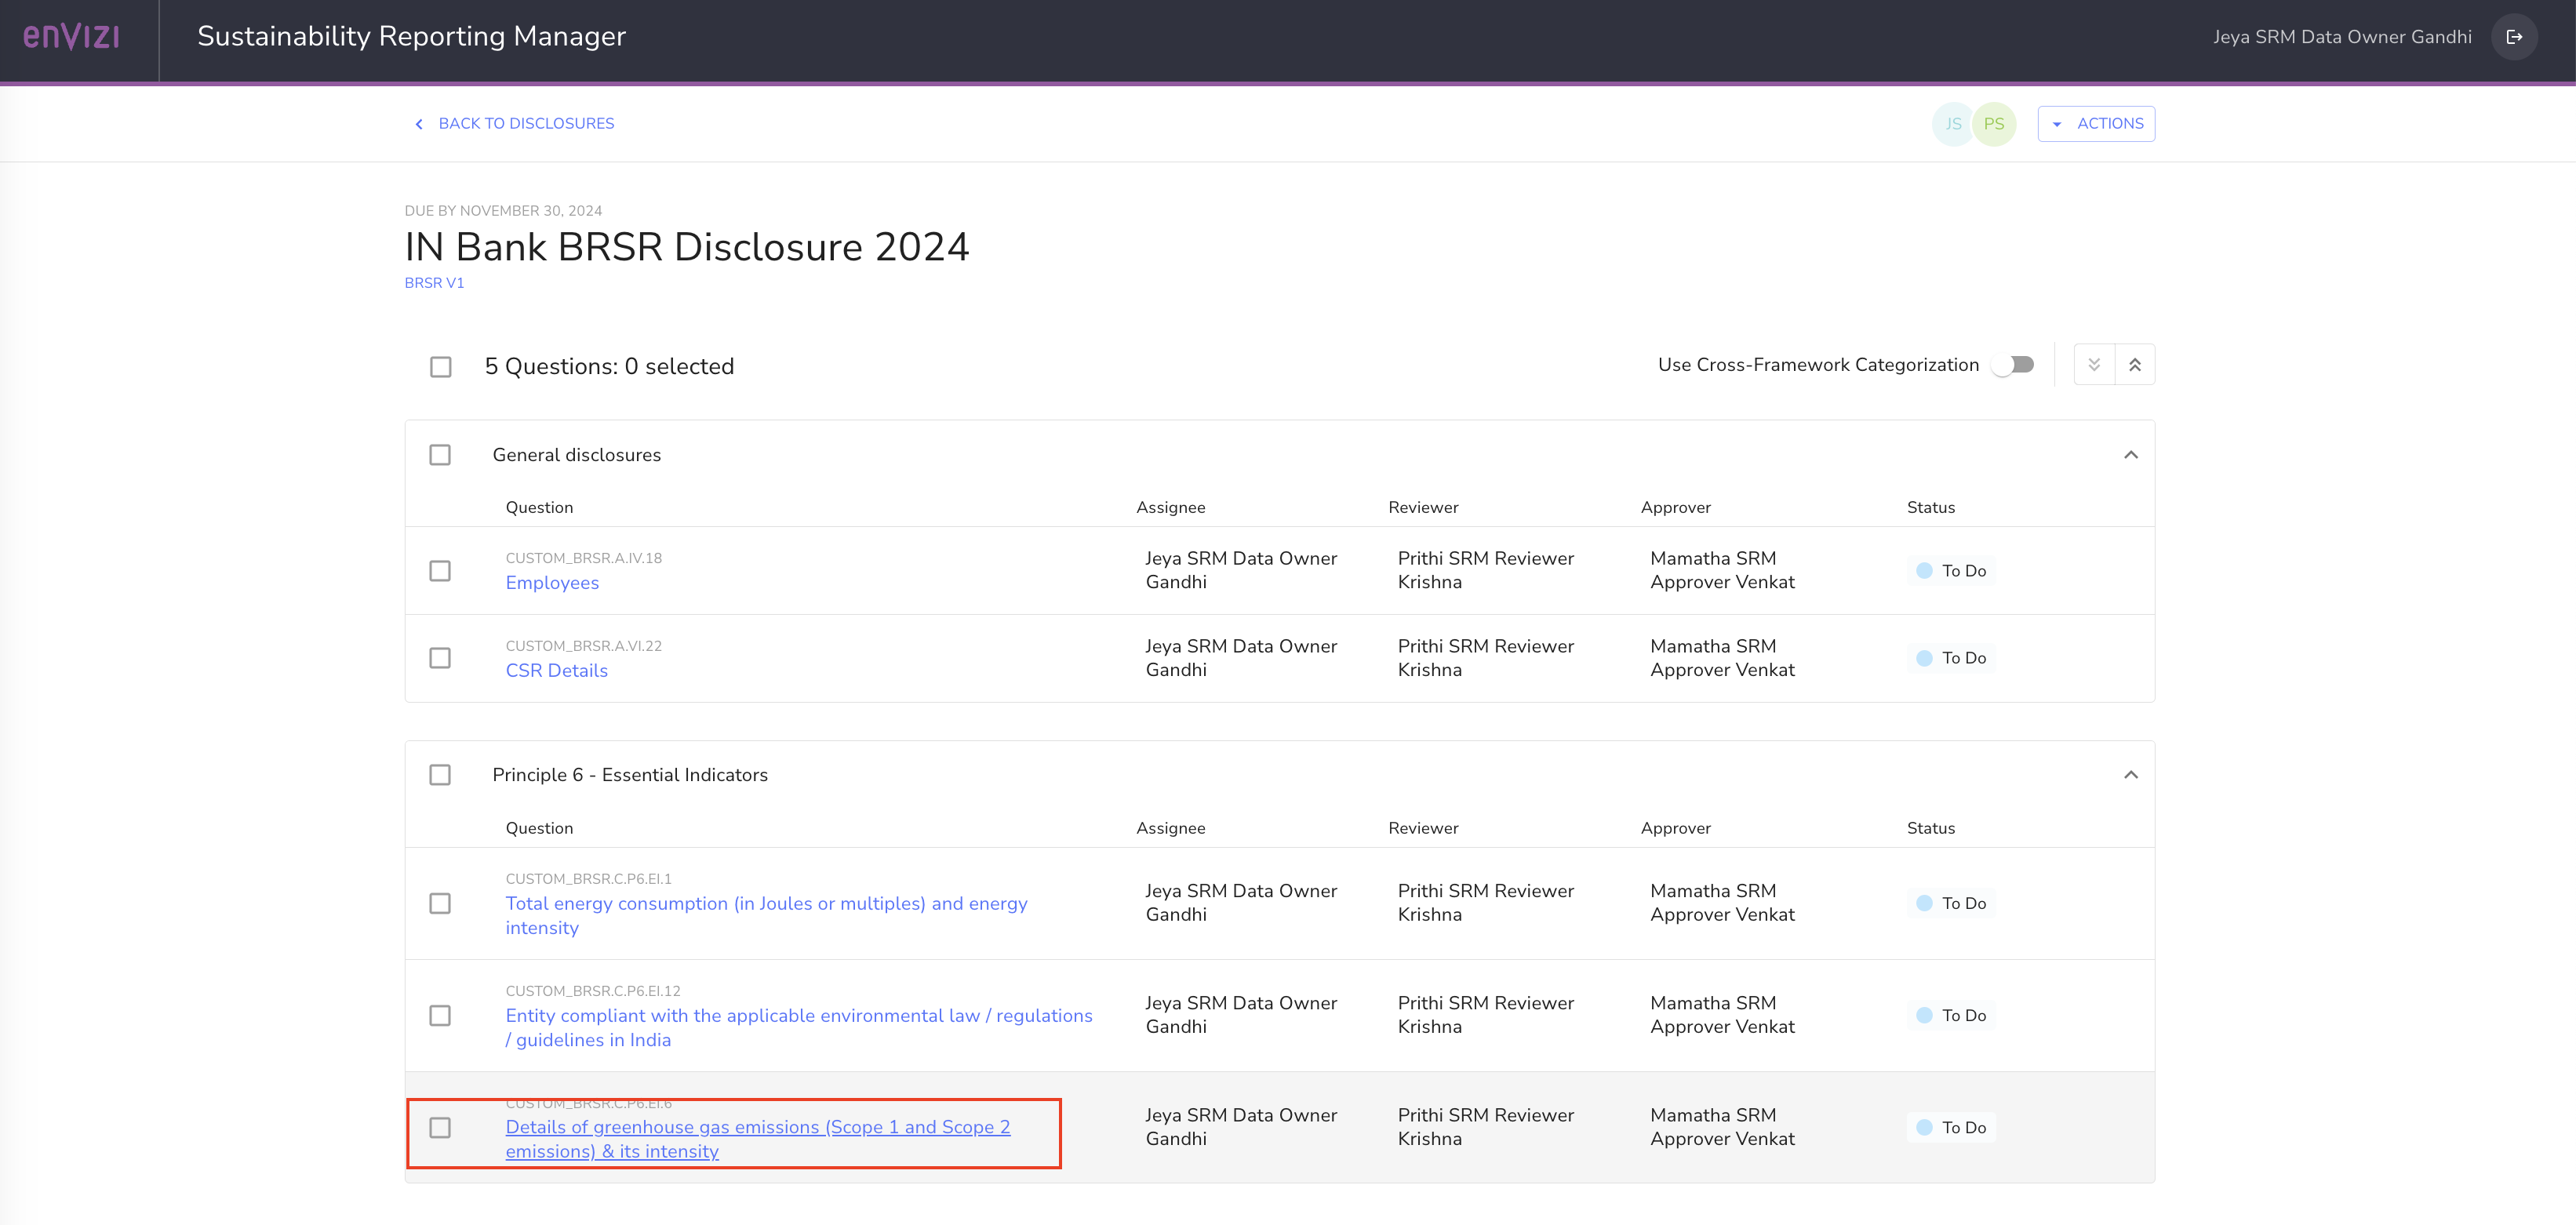 enVIZI
Sustainability Reporting Manager
Jeya SRM Data Owner Gandhi
BACK TO DISCLOSURES
JS
PS
ACTIONS
DUE BY NOVEMBER 30, 2024
IN Bank BRSR Disclosure 2024
BRSR V1
5 Questions: 0 selected
Use Cross-Framework Categorization
General disclosures
Question Assignee Reviewer Approver Status
CUSTOM_BRSR.A.IV.18
Employees
Jeya SRM Data Owner
Gandhi
Prithi SRM Reviewer
Krishna
Mamatha SRM
Approver Venkat
To Do
CUSTOM_BRSR.A.VI.22
CSR Details
Jeya SRM Data Owner
Gandhi
Prithi SRM Reviewer
Krishna
Mamatha SRM
Approver Venkat
To Do
Principle 6 - Essential Indicators
Question Assignee Reviewer Approver Status
CUSTOM_BRSR.C.P6.EI.1
Total energy consumption (in Joules or multiples) and energy
intensity
Jeya SRM Data Owner
Gandhi
Prithi SRM Reviewer
Krishna
Mamatha SRM
Approver Venkat
To Do
CUSTOM_BRSR.C.P6.EI.12
Entity compliant with the applicable environmental law / regulations
/ guidelines in India
Jeya SRM Data Owner
Gandhi
Prithi SRM Reviewer
Krishna
Mamatha SRM
Approver Venkat
To Do
CUSTOM_BRSR.C.P6.EI.6
Details of greenhouse gas emissions (Scope 1 and Scope 2
emissions) & its intensity
Jeya SRM Data Owner
Gandhi
Prithi SRM Reviewer
Krishna
Mamatha SRM
Approver Venkat
To Do